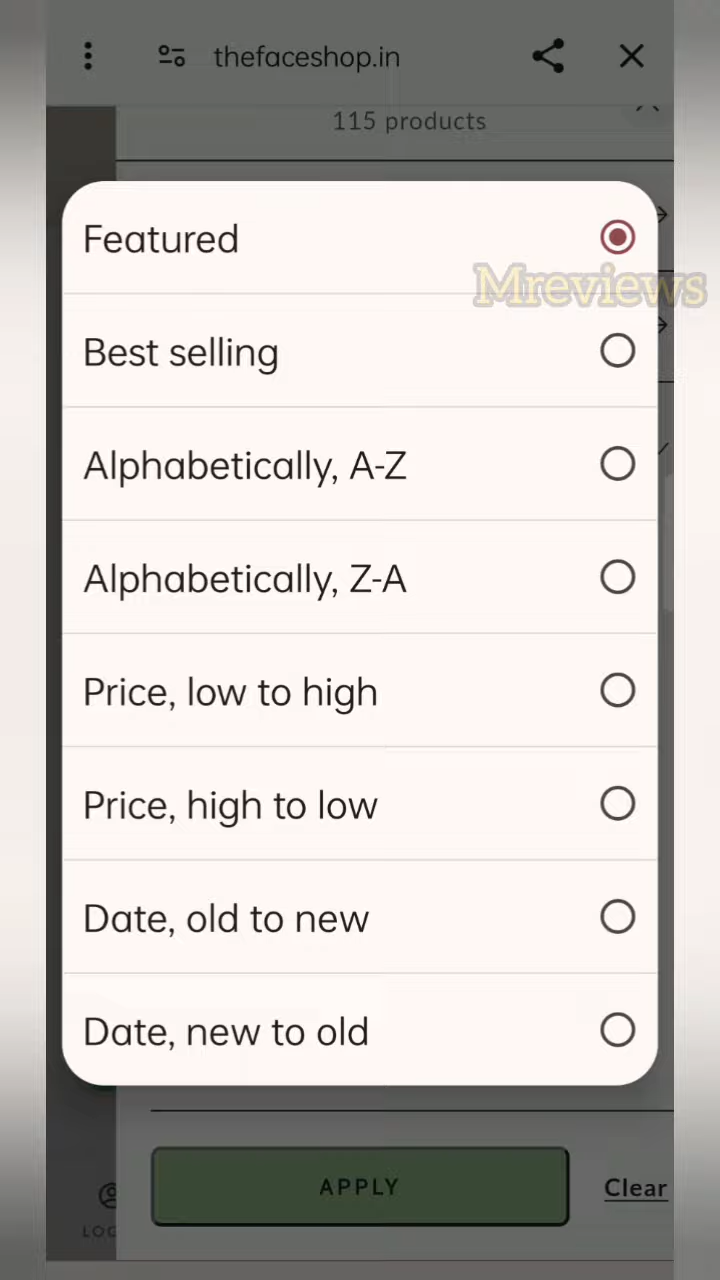 thefaceshop.in
115 products
Featured
Mreviews
Best selling
Alphabetically, A-Z
Alphabetically, Z-A
Price, low to high
Price, high to low
Date, old to new
Date, new to old
APPLY
Clear
LOG